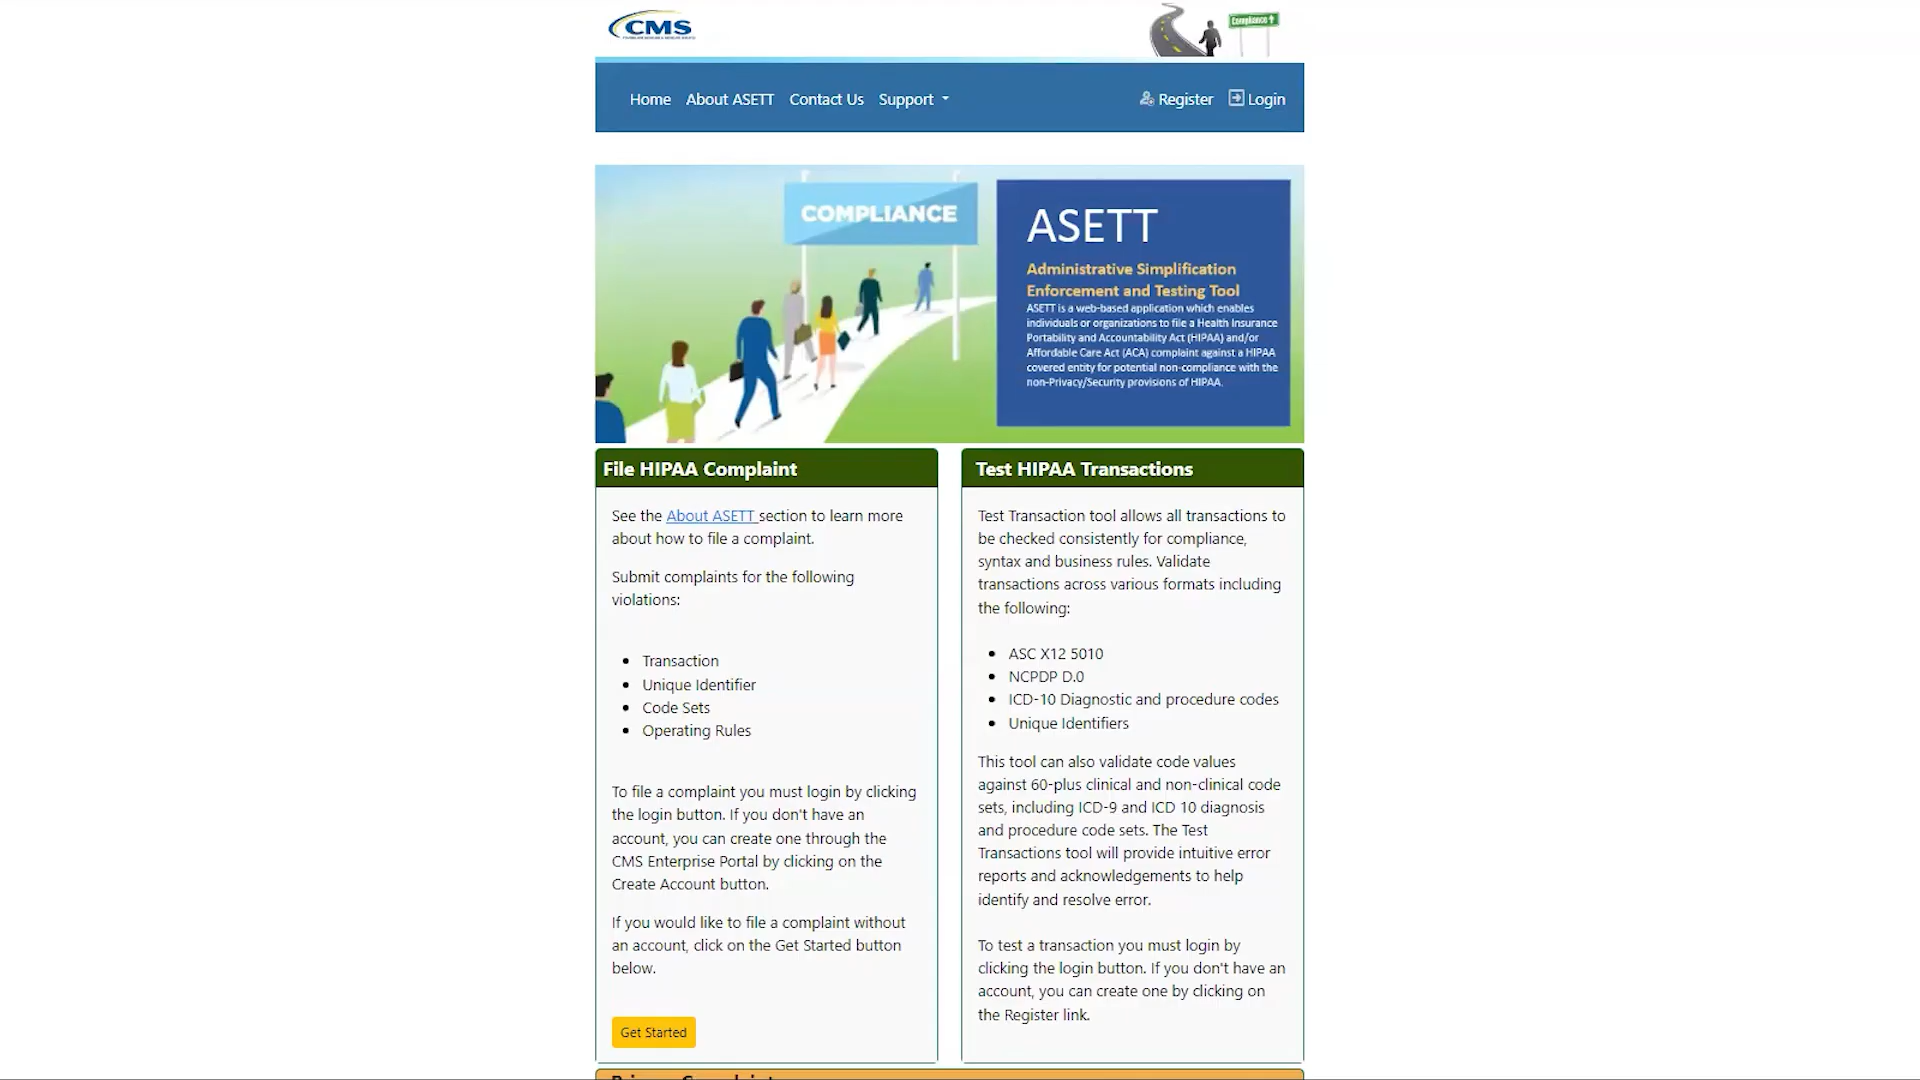 CMS
Compliance
Home About ASETT Contact Us Support Register Login
COMPLIANCE
ASETT
Administrative Simplification
Enforcement and Testing Tool
ASETT is a web-based application which enables
individuals or organizations to file a Health Insurance
Portability and Accountability Act (HIPAA) and/or
Affordable Care Act (ACA) complaint against a HIPAA
covered entity for potential non-compliance with the
non-Privacy/Security provisions of HIPAA.
File HIPAA Complaint
See the About ASETT section to learn more
about how to file a complaint.
Submit complaints for the following
violations:
Transaction
Unique Identifier
Code Sets
Operating Rules
To file a complaint you must login by clicking
the login button. If you don't have an
account, you can create one through the
CMS Enterprise Portal by clicking on the
Create Account button.
If you would like to file a complaint without
an account, click on the Get Started button
below.
Get Started
Test HIPAA Transactions
Test Transaction tool allows all transactions to
be checked consistently for compliance,
syntax and business rules. Validate
transactions across various formats including
the following:
ASC X12 5010
NCPDP D.0
ICD-10 Diagnostic and procedure codes
Unique Identifiers
This tool can also validate code values
against 60-plus clinical and non-clinical code
sets, including ICD-9 and ICD 10 diagnosis
and procedure code sets. The Test
Transactions tool will provide intuitive error
reports and acknowledgements to help
identify and resolve error.
To test a transaction you must login by
clicking the login button. If you don't have an
account, you can create one by clicking on
the Register link.